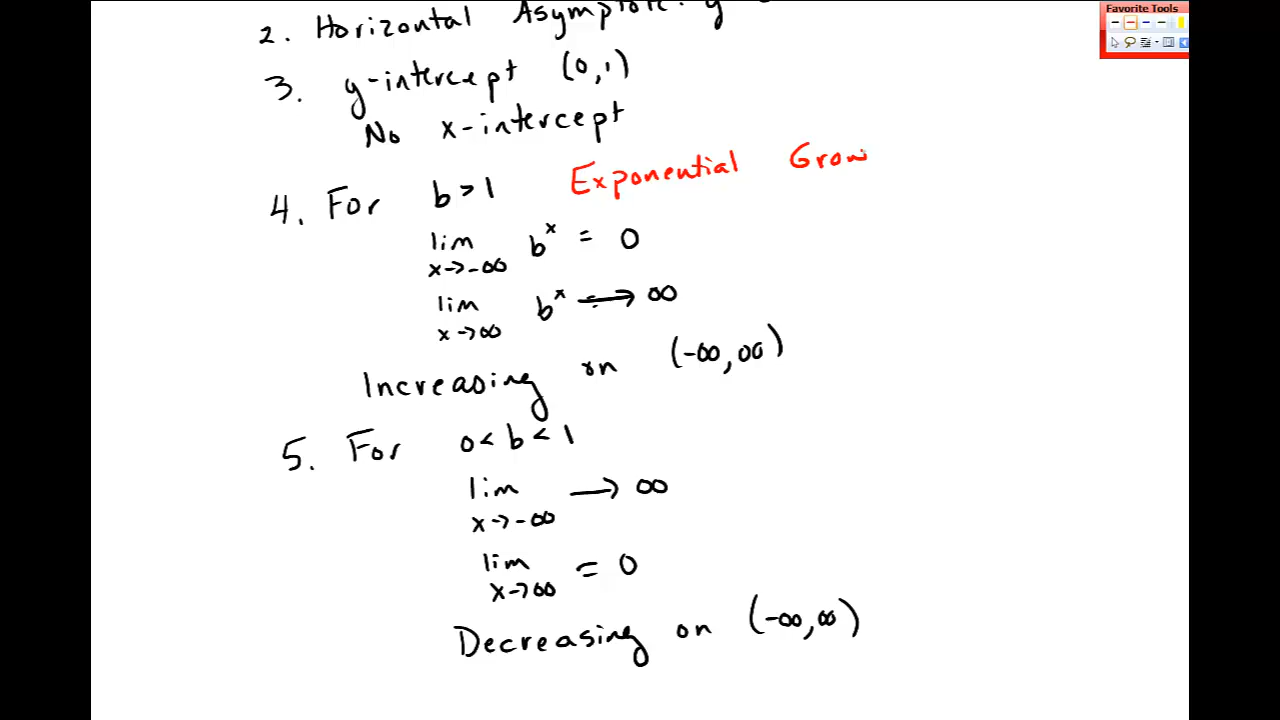 2. Horizontal Asymptote: y
3. y-intercept (0,1)
No x-intercept
4. For b>1 Exponential Grow
lim x→-∞ b^x = 0
lim x→∞ b^x → ∞
Increasing on (-∞,∞)
5. For 0<b<1
lim x→-∞ → ∞
lim x→∞ = 0
Decreasing on (-∞,∞)
Favorite Tools